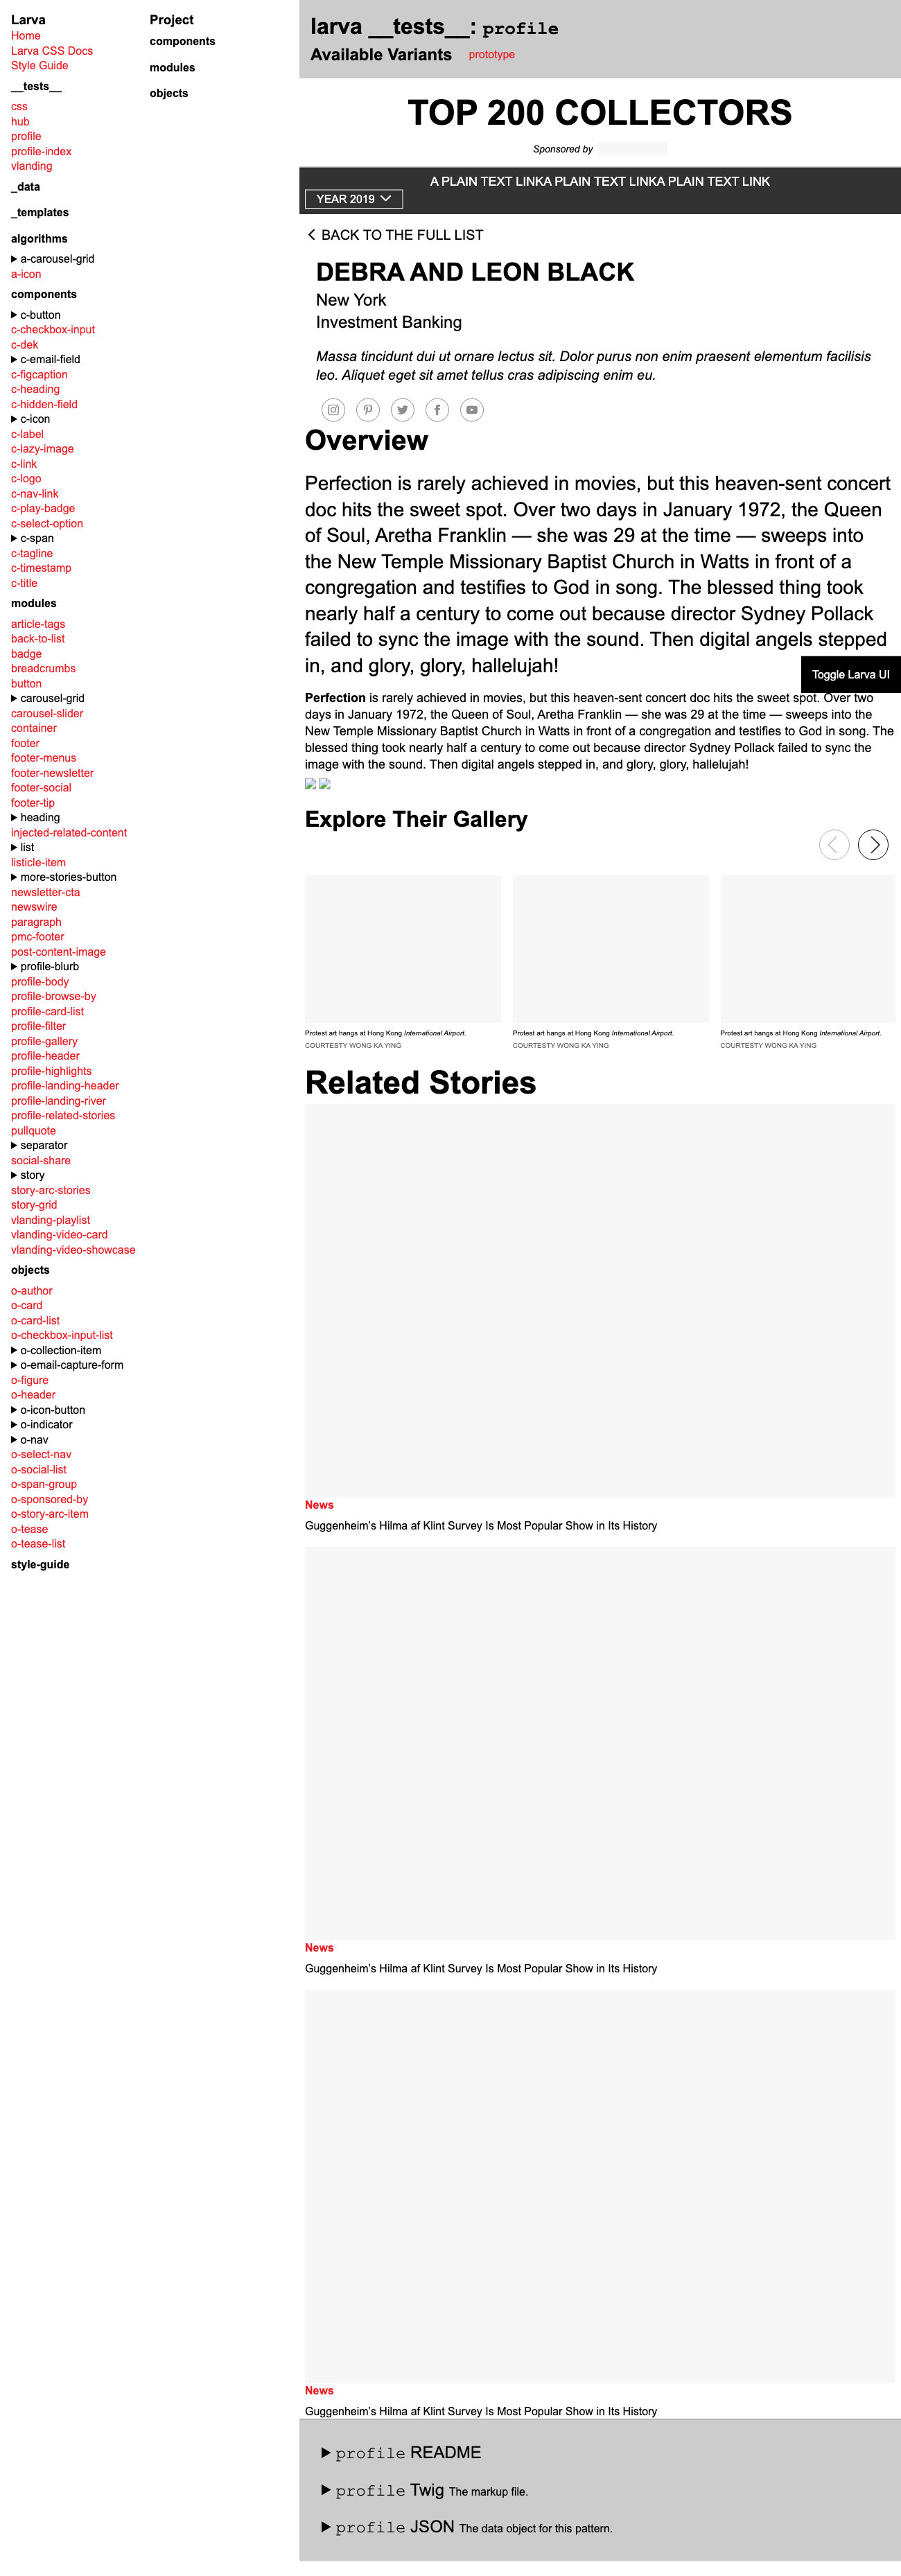 Larva
Home
Larva CSS Docs
Style Guide
__tests__
css
hub
profile
profile-index
vlanding
_data
_templates
algorithms
a-carousel-grid
a-icon
components
c-button
c-checkbox-input
c-dek
c-email-field
c-figcaption
c-heading
c-hidden-field
c-icon
c-label
c-lazy-image
c-link
c-logo
c-nav-link
c-play-badge
c-select-option
c-span
c-tagline
c-timestamp
c-title
modules
article-tags
back-to-list
badge
breadcrumbs
button
carousel-grid
carousel-slider
container
footer
footer-menus
footer-newsletter
footer-social
footer-tip
heading
injected-related-content
list
listicle-item
more-stories-button
newsletter-cta
newswire
paragraph
pmc-footer
post-content-image
profile-blurb
profile-body
profile-browse-by
profile-card-list
profile-filter
profile-gallery
profile-header
profile-highlights
profile-landing-header
profile-landing-river
profile-related-stories
pullquote
separator
social-share
story
story-arc-stories
story-grid
vlanding-playlist
vlanding-video-card
vlanding-video-showcase
objects
o-author
o-card
o-card-list
o-checkbox-input-list
o-collection-item
o-email-capture-form
o-figure
o-header
o-icon-button
o-indicator
o-nav
o-select-nav
o-social-list
o-span-group
o-sponsored-by
o-story-arc-item
o-tease
o-tease-list
style-guide
Project
components
modules
objects
larva __tests__: profile
Available Variants prototype
TOP 200 COLLECTORS
Sponsored by
A PLAIN TEXT LINKA PLAIN TEXT LINKA PLAIN TEXT LINK
YEAR 2019
BACK TO THE FULL LIST
DEBRA AND LEON BLACK
New York
Investment Banking
Massa tincidunt dui ut ornare lectus sit. Dolor purus non enim praesent elementum facilisis
leo. Aliquet eget sit amet tellus cras adipiscing enim eu.
Overview
Perfection is rarely achieved in movies, but this heaven-sent concert
doc hits the sweet spot. Over two days in January 1972, the Queen
of Soul, Aretha Franklin — she was 29 at the time — sweeps into
the New Temple Missionary Baptist Church in Watts in front of a
congregation and testifies to God in song. The blessed thing took
nearly half a century to come out because director Sydney Pollack
failed to sync the image with the sound. Then digital angels stepped
in, and glory, glory, hallelujah!
Toggle Larva UI
Perfection is rarely achieved in movies, but this heaven-sent concert doc hits the sweet spot. Over two
days in January 1972, the Queen of Soul, Aretha Franklin — she was 29 at the time — sweeps into the
New Temple Missionary Baptist Church in Watts in front of a congregation and testifies to God in song. The
blessed thing took nearly half a century to come out because director Sydney Pollack failed to sync the
image with the sound. Then digital angels stepped in, and glory, glory, hallelujah!
Explore Their Gallery
Protest art hangs at Hong Kong International Airport.
COURTESTY WONG KA YING
Protest art hangs at Hong Kong International Airport.
COURTESTY WONG KA YING
Protest art hangs at Hong Kong International Airport.
COURTESTY WONG KA YING
Related Stories
News
Guggenheim's Hilma af Klint Survey Is Most Popular Show in Its History
News
Guggenheim's Hilma af Klint Survey Is Most Popular Show in Its History
News
Guggenheim's Hilma af Klint Survey Is Most Popular Show in Its History
profile README
profile Twig The markup file.
profile JSON The data object for this pattern.